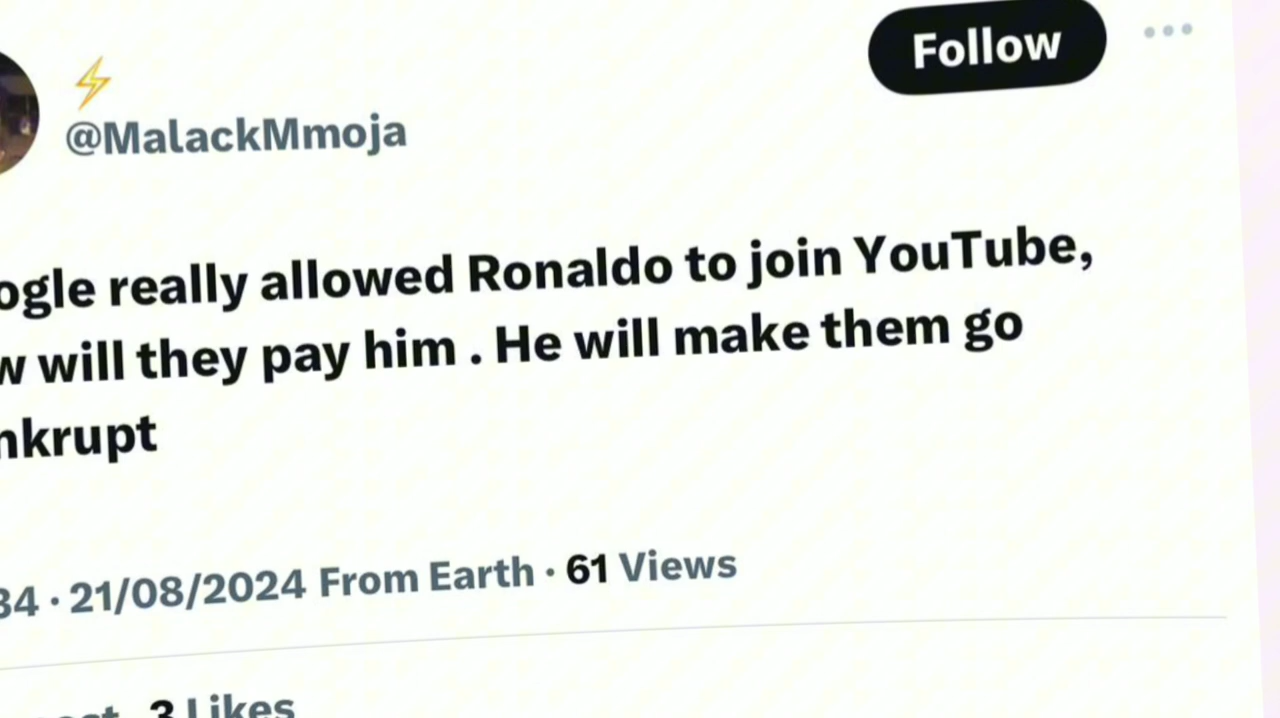 ⚡
Follow
@MalackMmoja
ogle really allowed Ronaldo to join YouTube,
w will they pay him . He will make them go
nkrupt
34 · 21/08/2024 From Earth · 61 Views
3 Likes